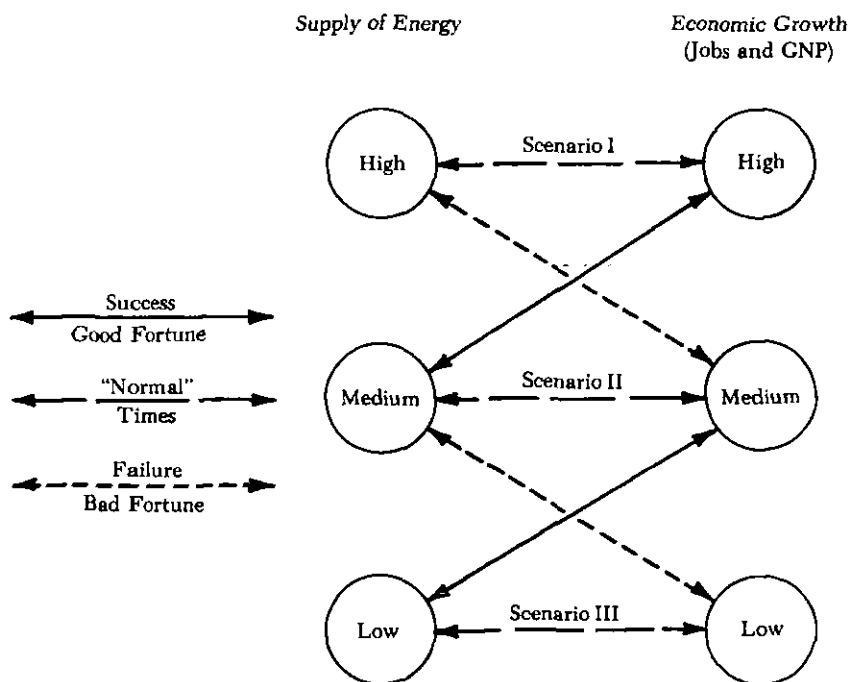 Supply of Energy
Economic Growth
(Jobs and GNP)
High
Scenario I
High
Success
Good Fortune
"Normal"
Times
Failure
Bad Fortune
Medium
Scenario II
Medium
Low
Scenario III
Low